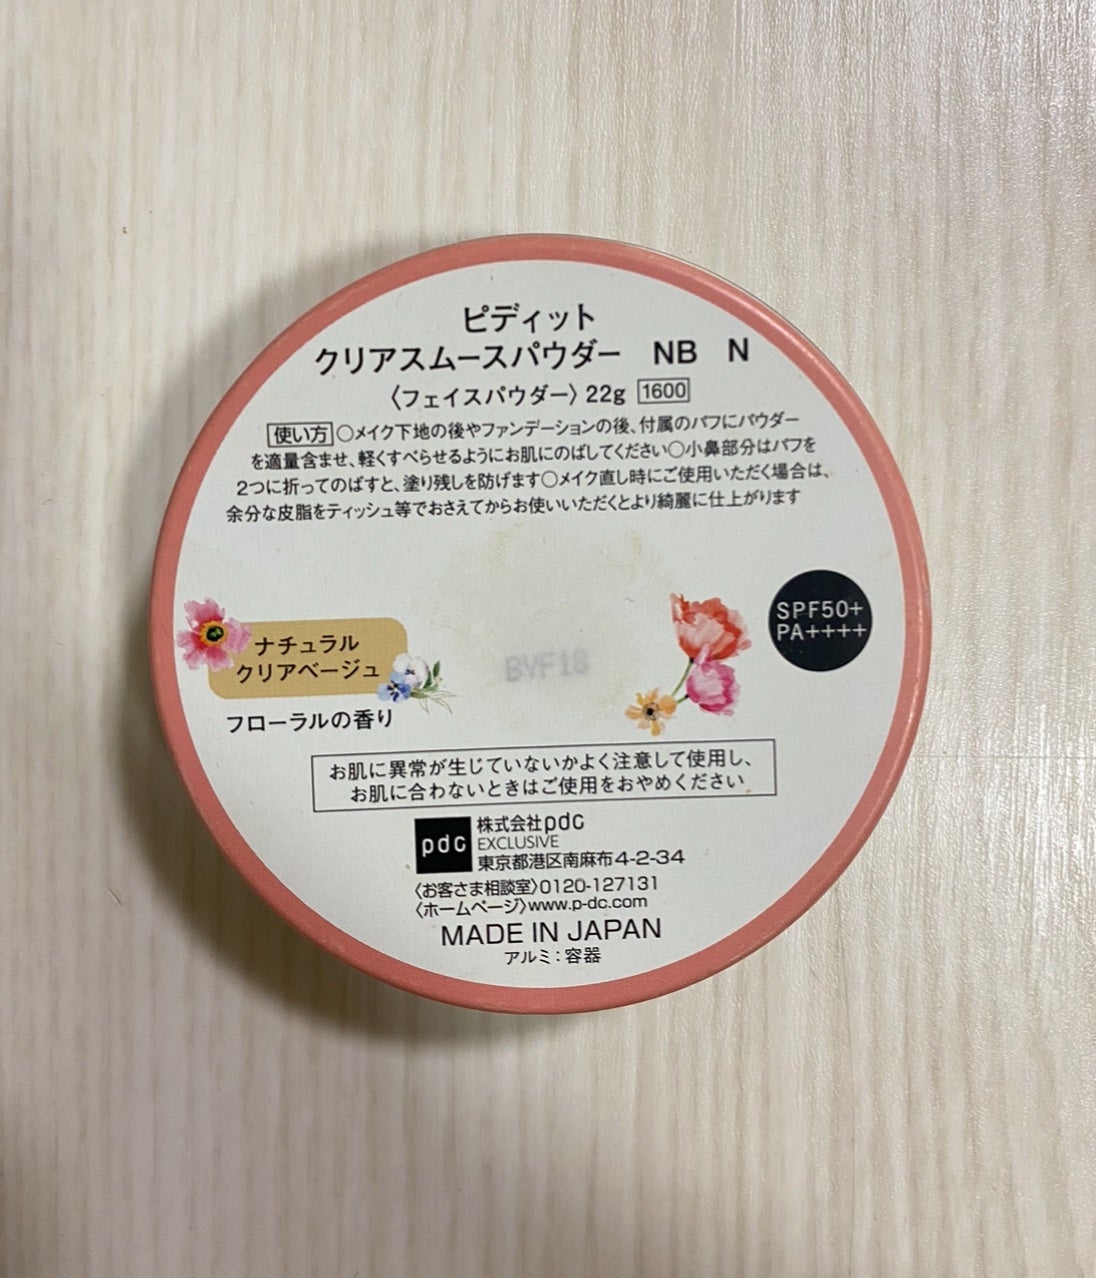 ピディット
クリアスムースパウダー NB N
〈フェイスパウダー〉22g 1600
使い方 ○メイク下地の後やファンデーションの後、付属のパフにパウダー
を適量含ませ、軽くすべらせるようにお肌にのばしてください○小鼻部分はパフを
2つに折ってのばすと、塗り残しを防げます○メイク直し時にご使用いただく場合は、
余分な皮脂をティッシュ等でおさえてからお使いいただくとより綺麗に仕上がります
SPF50+
PA++++
ナチュラル
クリアベージュ
BYF18
フローラルの香り
お肌に異常が生じていないかよく注意して使用し、
お肌に合わないときはご使用をおやめください
pdc
株式会社pdc
EXCLUSIVE
東京都港区南麻布4-2-34
〈お客さま相談室〉0120-127131
〈ホームページ〉www.p-dc.com
MADE IN JAPAN
アルミ：容器